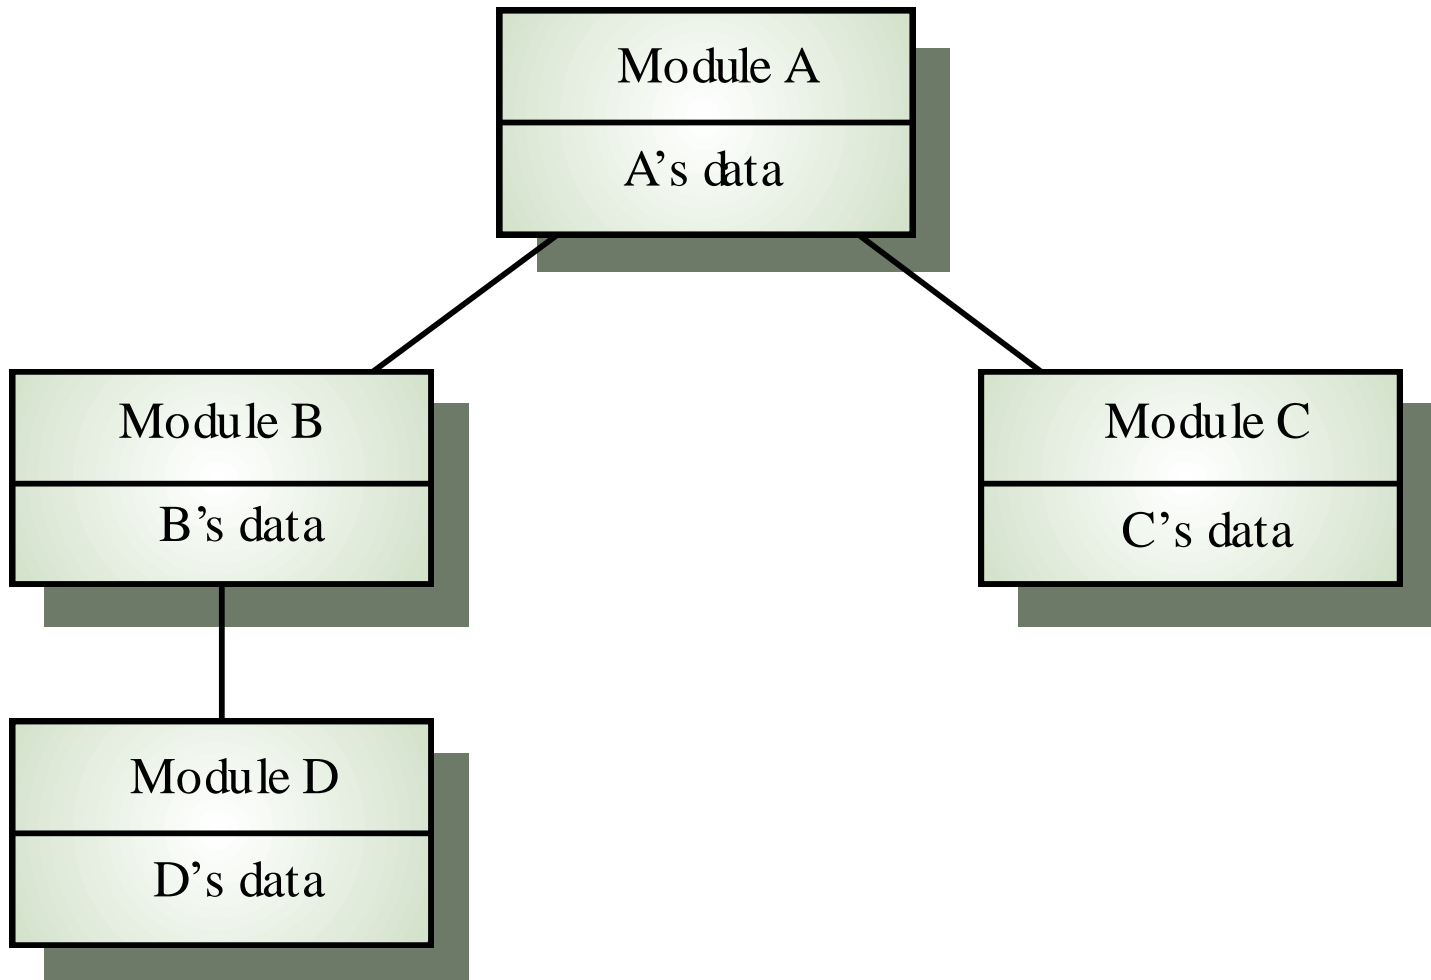 Module A
A’s data
Module B
Module C
B’s data
C’s data
Module D
D’s data